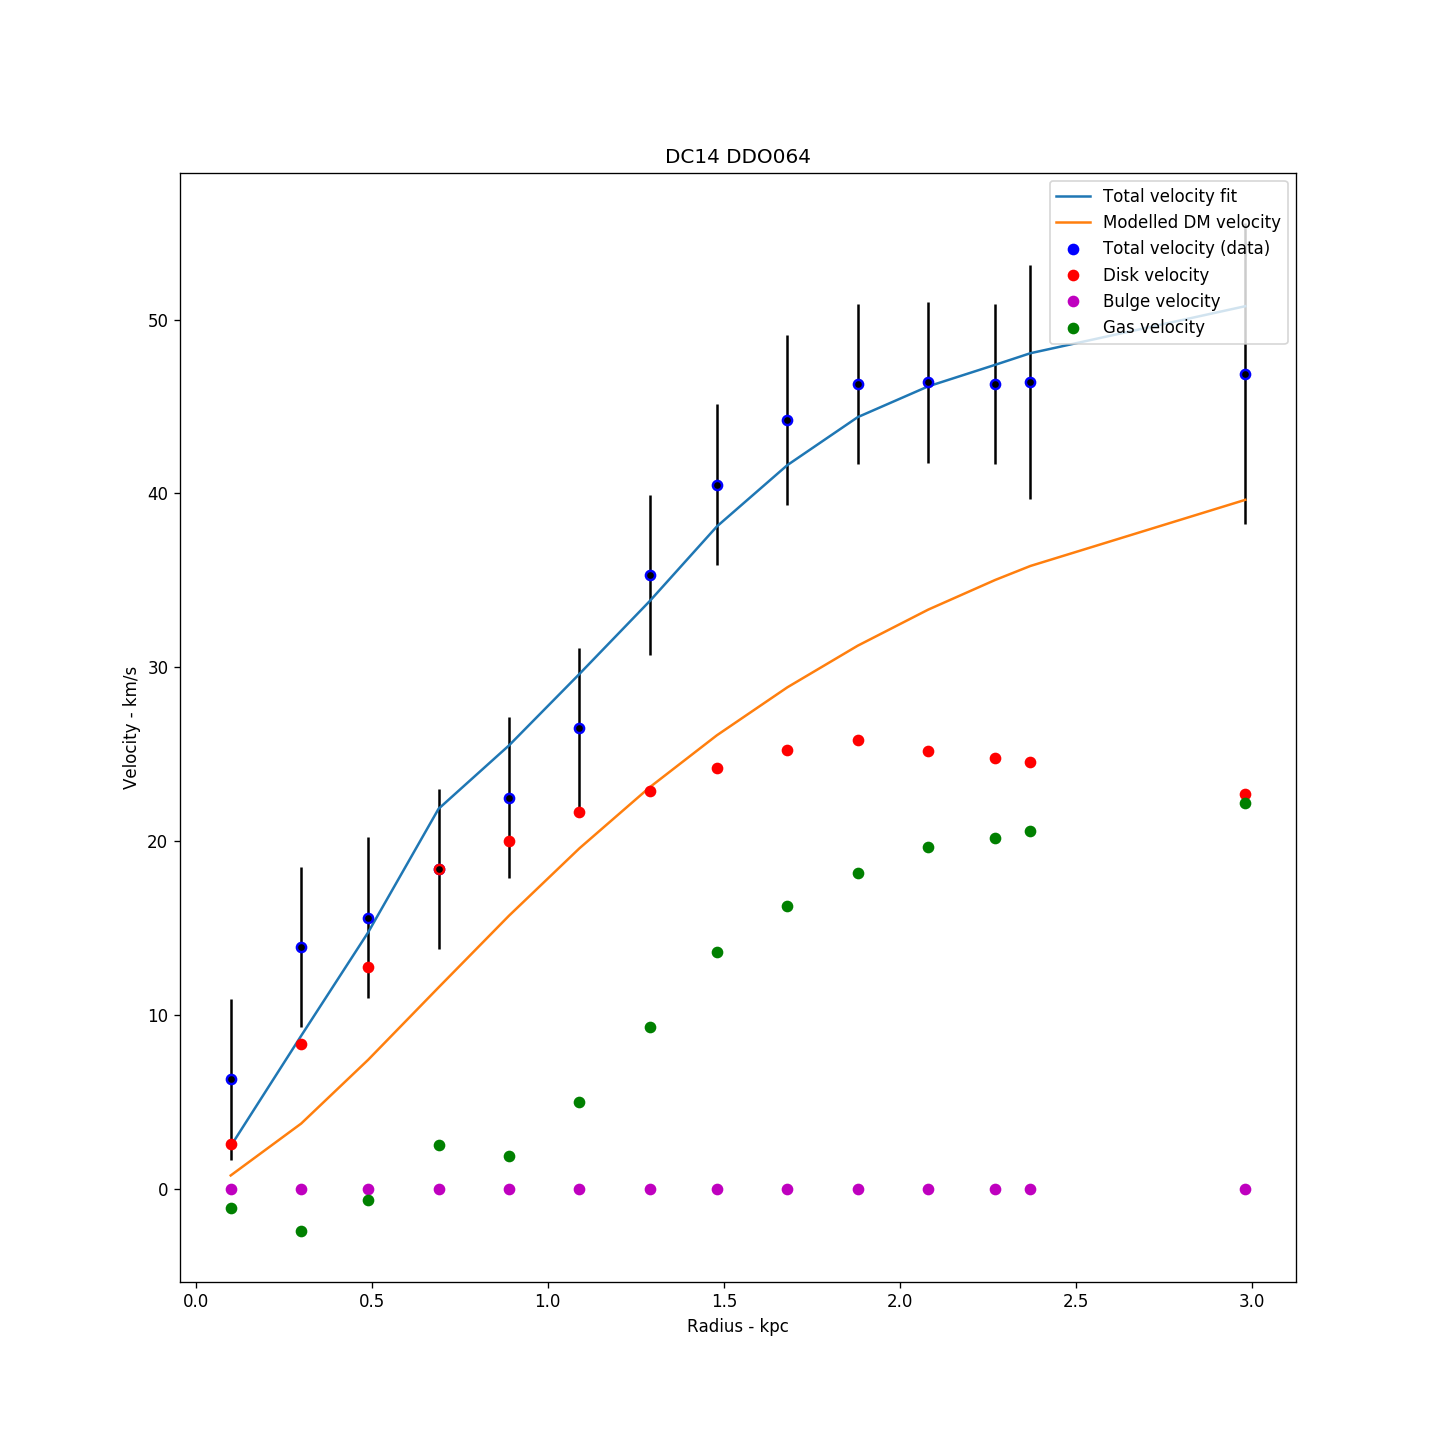 DC14 DDO064
Total velocity fit
Modelled DM velocity
Total velocity (data)
Disk velocity
Bulge velocity
Gas velocity
Velocity - km/s
50
40
30
20
10
0
0.0 0.5 1.0 1.5 2.0 2.5 3.0
Radius - kpc